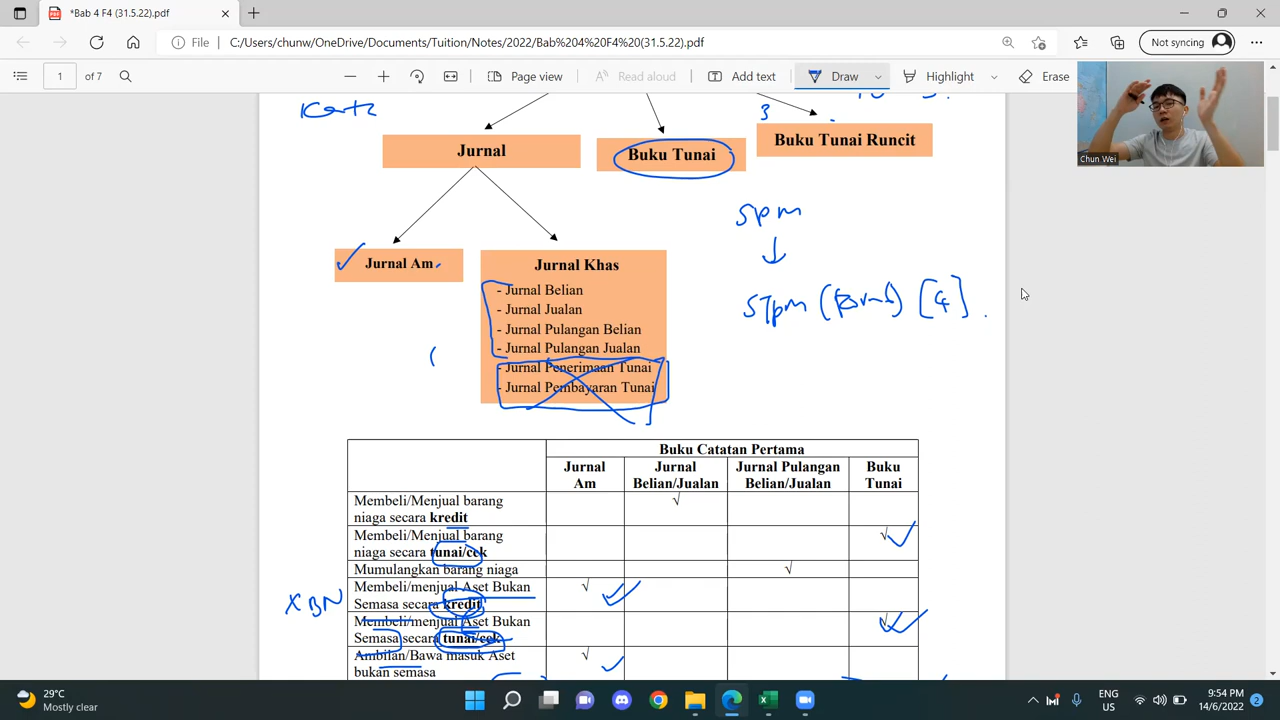 *Bab 4 F4 (31.5.22).pdf
File
C:/Users/chunw/OneDrive/Documents/Tuition/Notes/2022/Bab%204%20F4%20(31.5.22).pdf
Not syncing
1 of 7
Page view
Read aloud
Add text
Draw
Highlight
Erase
Chun Wei
3
Jurnal
Buku Tunai
Buku Tunai Runcit
SPM
STPM
[4]
Jurnal Am
Jurnal Khas
- Jurnal Belian
- Jurnal Jualan
- Jurnal Pulangan Belian
- Jurnal Pulangan Jualan
- Jurnal Penerimaan Tunai
- Jurnal Pembayaran Tunai
Buku Catatan Pertama
Jurnal Am
Jurnal Belian/Jualan
Jurnal Pulangan Belian/Jualan
Buku Tunai
Membeli/Menjual barang
niaga secara kredit
√
Membeli/Menjual barang
niaga secara tunai/cek
√
Mumulangkan barang niaga
√
Membeli/menjual Aset Bukan
Semasa secara kredit
√
XBN
Membeli/menjual Aset Bukan
Semasa secara tunai/cek
√
Ambilan/Bawa masuk Aset
bukan semasa
√
29°C
Mostly clear
ENG
US
9:54 PM
14/6/2022
2